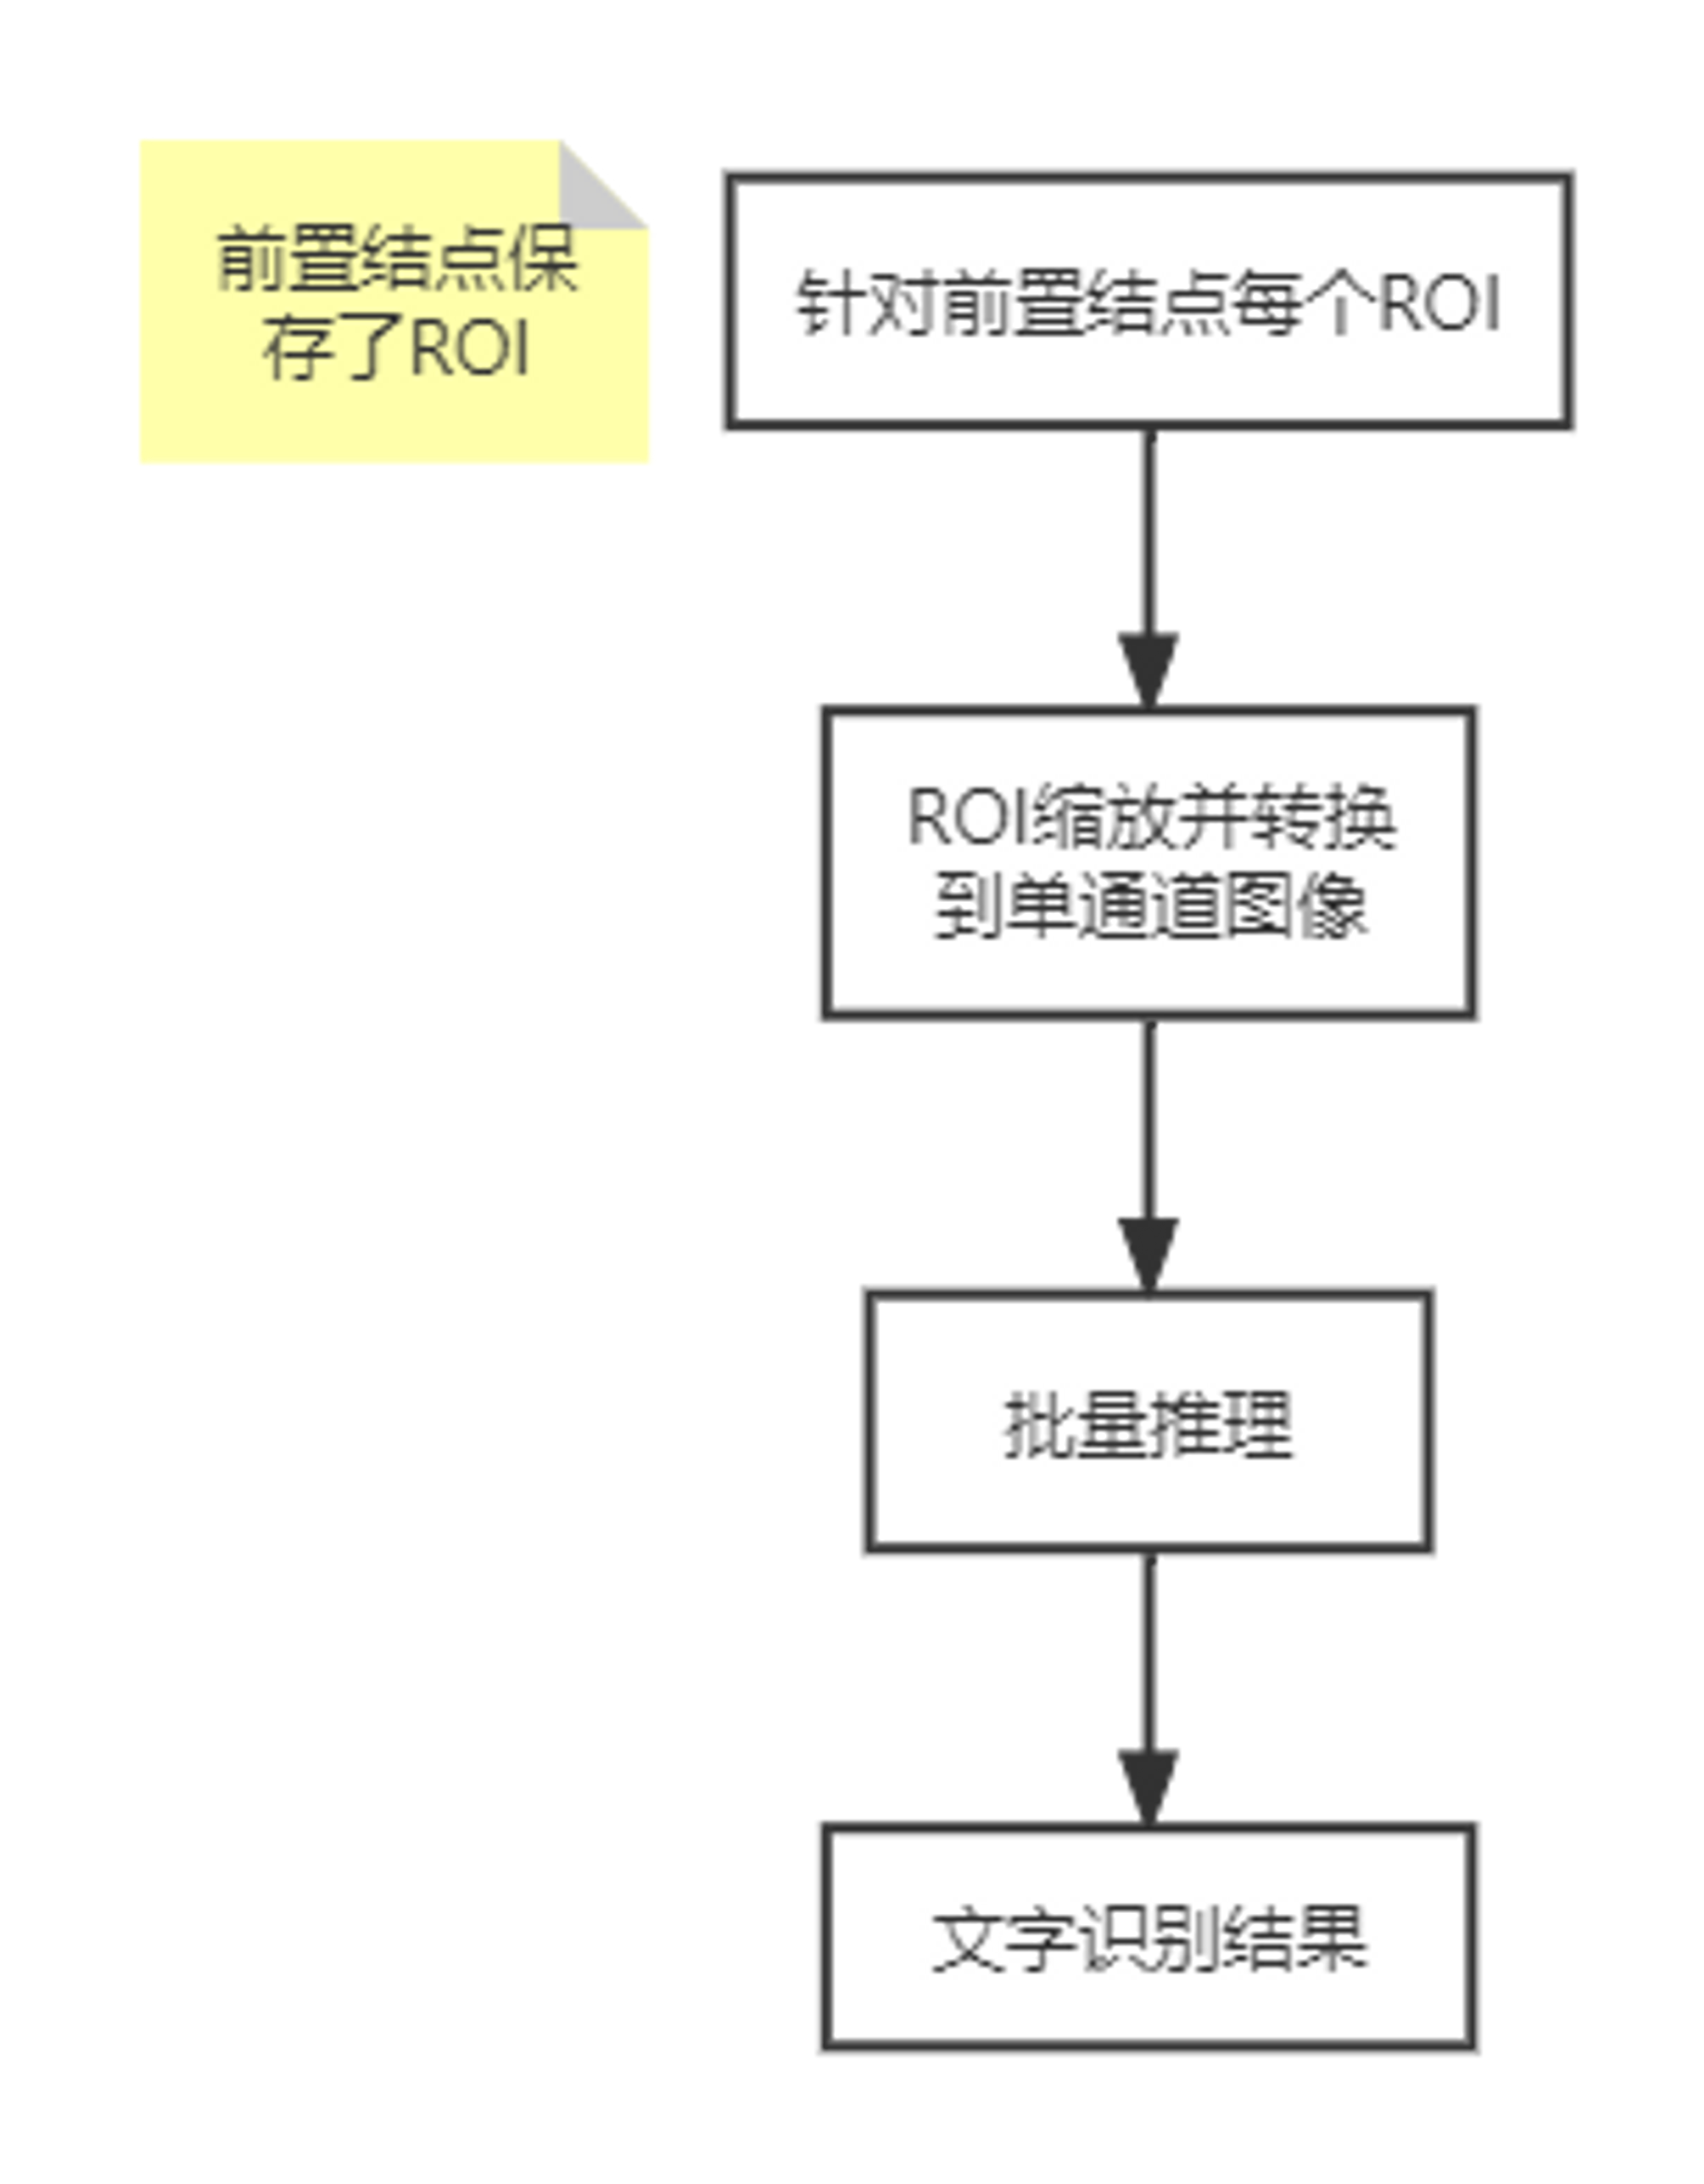 前置结点保
存了ROI
针对前置结点每个ROI
ROI缩放并转换
到单通道图像
批量推理
文字识别结果